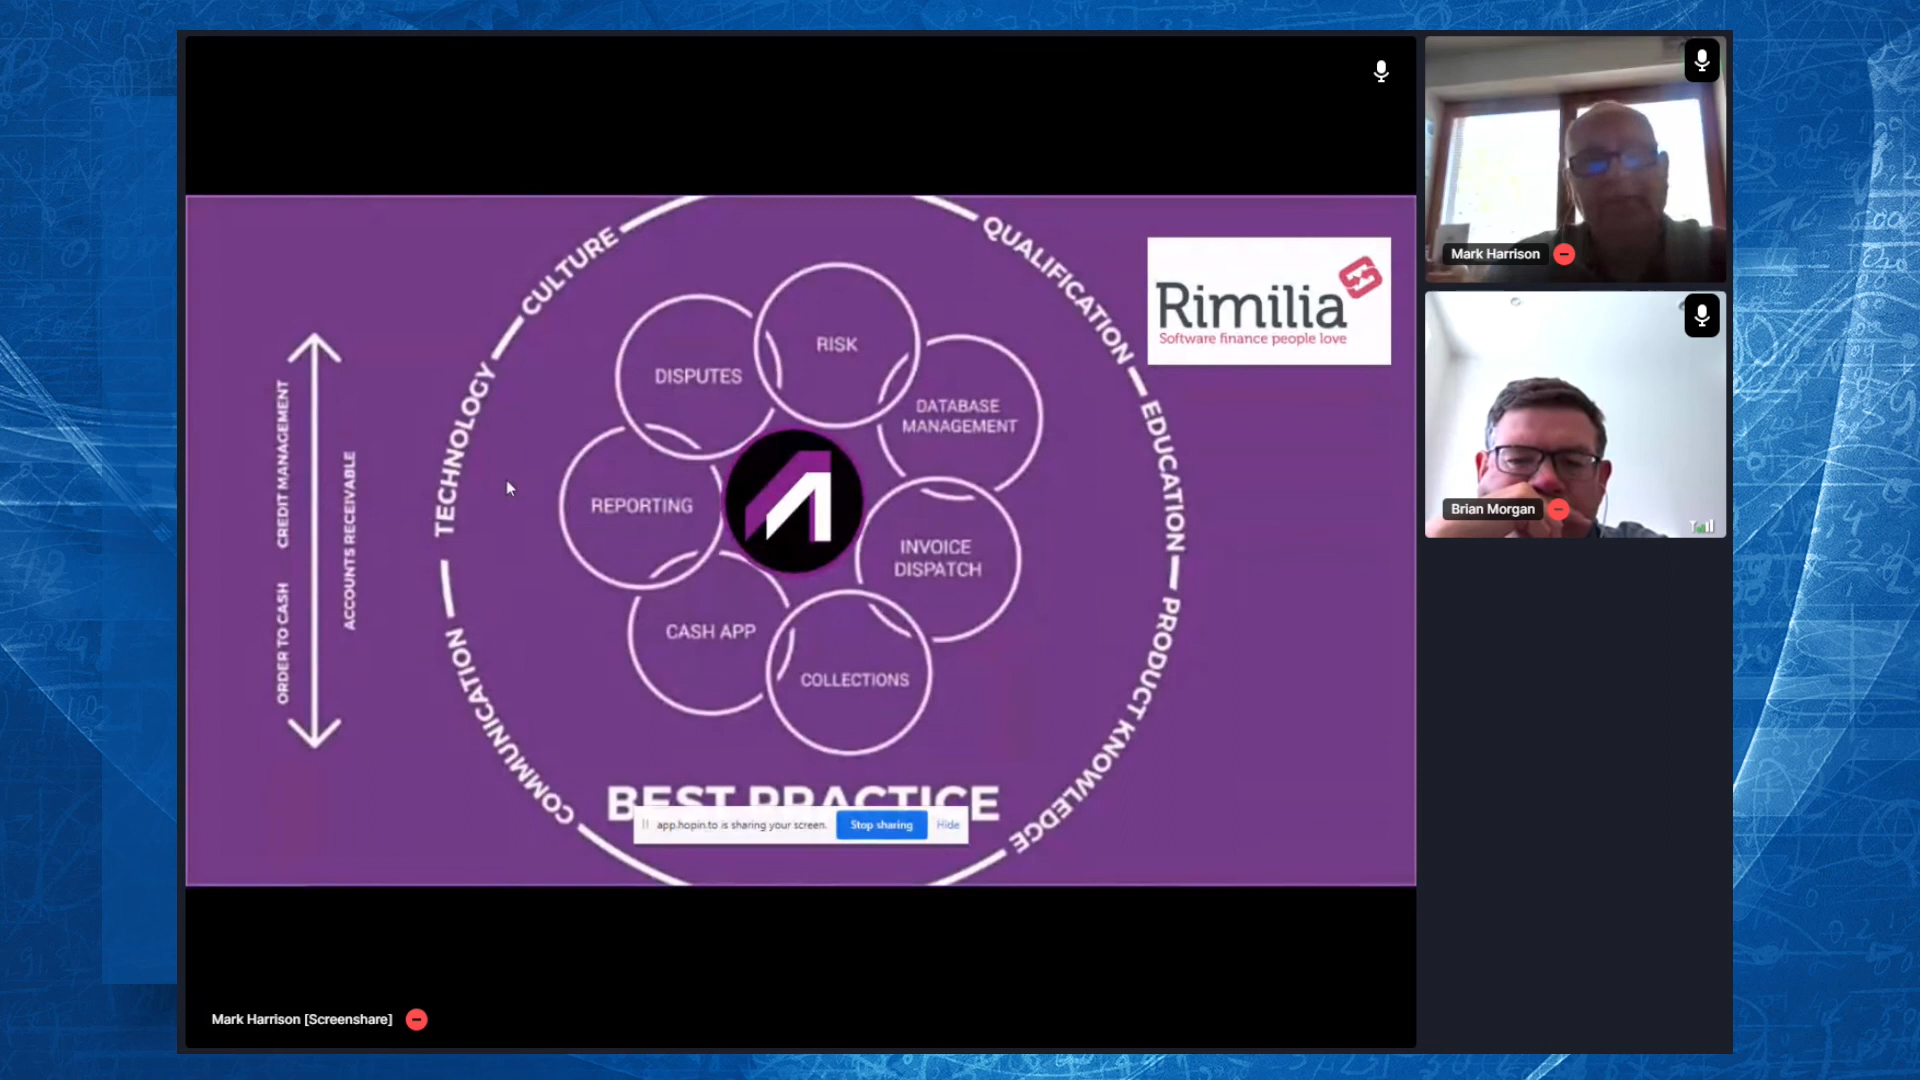 QUALIFICATION
CULTURE
Rimilia
Software finance people love
Mark Harrison
RISK
DISPUTES
DATABASE
MANAGEMENT
TECHNOLOGY
EDUCATION
CREDIT MANAGEMENT
ACCOUNTS RECEIVABLE
ORDER TO CASH
REPORTING
INVOICE
DISPATCH
Brian Morgan
CASH APP
COLLECTIONS
COMMUNICATION
PRODUCT KNOWLEDGE
BEST PRACTICE
app.hopin.to is sharing your screen.
Stop sharing
Hide
Mark Harrison [Screenshare]